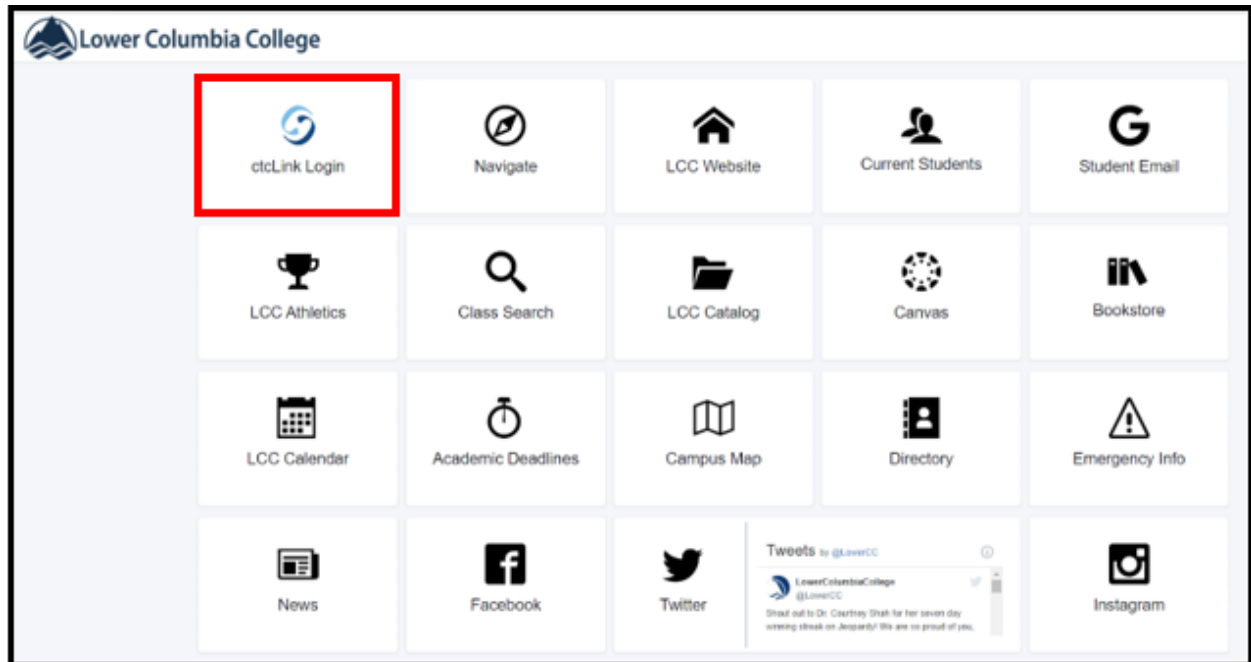 Lower Columbia College
ctcLink Login
Navigate
LCC Website
Current Students
Student Email
LCC Athletics
Class Search
LCC Catalog
Canvas
Bookstore
LCC Calendar
Academic Deadlines
Campus Map
Directory
Emergency Info
News
Facebook
Twitter
Tweets by @LowerCC
LowerColumbiaCollege
@LowerCC
Shout out to Dr. Courtney Shah for her seven day
winning streak on Jeopardy! We are so proud of you,
Instagram